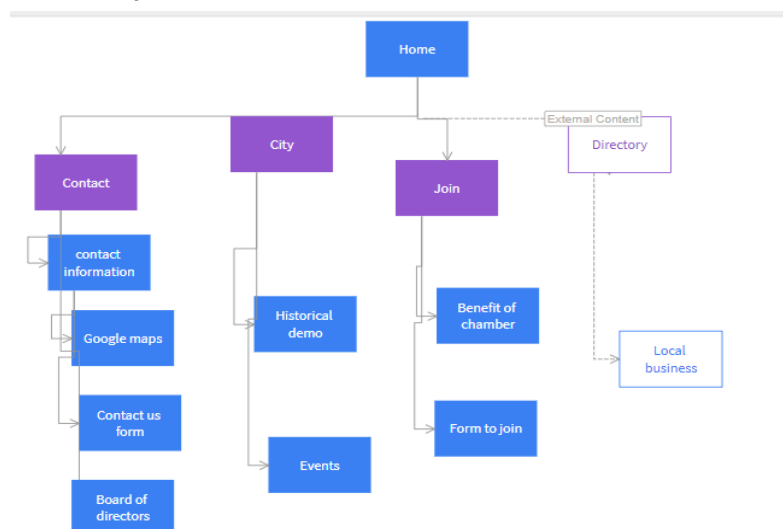 Home
External Content
City
Directory
Contact
Join
contact
information
Historical
demo
Benefit of
chamber
Google maps
Local
business
Contact us
form
Form to join
Events
Board of
directors